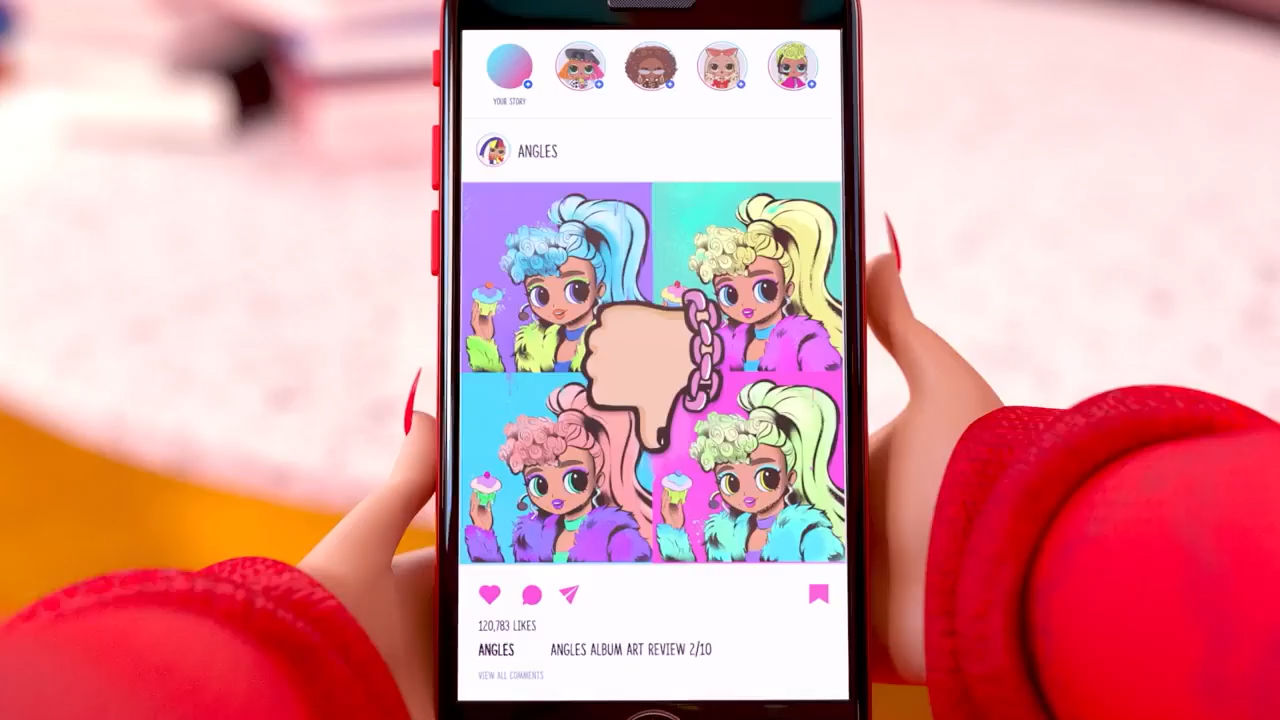 YOUR STORY
ANGLES
120,783 LIKES
ANGLES ANGLES ALBUM ART REVIEW 2/10
VIEW ALL COMMENTS